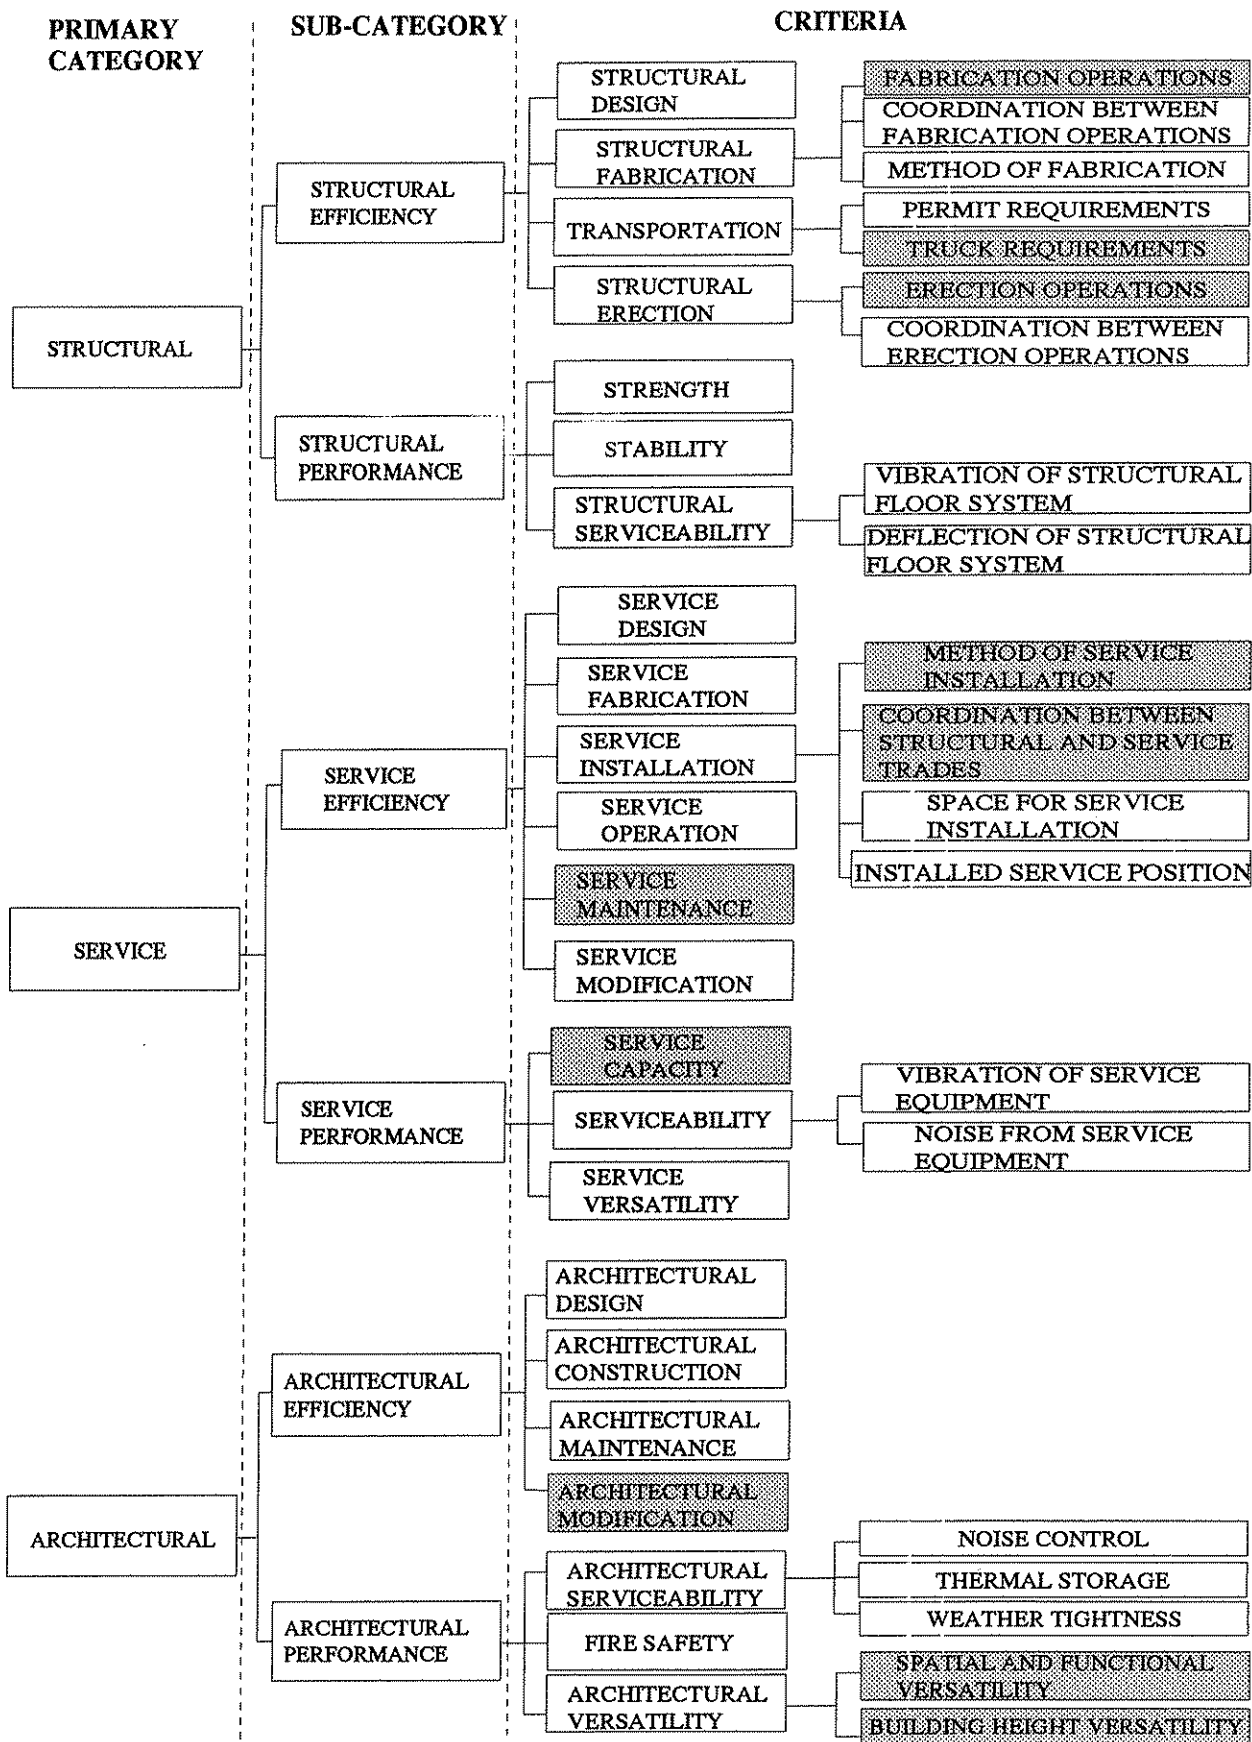 PRIMARY
CATEGORY
SUB-CATEGORY
CRITERIA
STRUCTURAL
STRUCTURAL
EFFICIENCY
STRUCTURAL
DESIGN
STRUCTURAL
FABRICATION
FABRICATION OPERATIONS
COORDINATION BETWEEN
FABRICATION OPERATIONS
METHOD OF FABRICATION
TRANSPORTATION
PERMIT REQUIREMENTS
TRUCK REQUIREMENTS
STRUCTURAL
ERECTION
ERECTION OPERATIONS
COORDINATION BETWEEN
ERECTION OPERATIONS
STRUCTURAL
PERFORMANCE
STRENGTH
STABILITY
STRUCTURAL
SERVICEABILITY
VIBRATION OF STRUCTURAL
FLOOR SYSTEM
DEFLECTION OF STRUCTURAL
FLOOR SYSTEM
SERVICE
SERVICE
EFFICIENCY
SERVICE
DESIGN
SERVICE
FABRICATION
SERVICE
INSTALLATION
METHOD OF SERVICE
INSTALLATION
COORDINATION BETWEEN
STRUCTURAL AND SERVICE
TRADES
SPACE FOR SERVICE
INSTALLATION
INSTALLED SERVICE POSITION
SERVICE
OPERATION
SERVICE
MAINTENANCE
SERVICE
MODIFICATION
SERVICE
PERFORMANCE
SERVICE
CAPACITY
SERVICEABILITY
VIBRATION OF SERVICE
EQUIPMENT
NOISE FROM SERVICE
EQUIPMENT
SERVICE
VERSATILITY
ARCHITECTURAL
ARCHITECTURAL
EFFICIENCY
ARCHITECTURAL
DESIGN
ARCHITECTURAL
CONSTRUCTION
ARCHITECTURAL
MAINTENANCE
ARCHITECTURAL
MODIFICATION
ARCHITECTURAL
PERFORMANCE
ARCHITECTURAL
SERVICEABILITY
NOISE CONTROL
THERMAL STORAGE
WEATHER TIGHTNESS
FIRE SAFETY
ARCHITECTURAL
VERSATILITY
SPATIAL AND FUNCTIONAL
VERSATILITY
BUILDING HEIGHT VERSATILITY